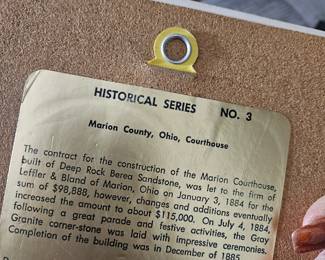 HISTORICAL SERIES NO. 3
Marion County, Ohio, Courthouse
The contract for the construction of the Marion Courthouse,
built of Deep Rock Berea Sandstone, was let to the firm of
Leffler & Bland of Marion, Ohio on January 3, 1884 for the
sum of $98,888, however, changes and additions eventually
increased the amount to about $115,000. On July 4, 1884,
following a great parade and festive activities, the Gray
Granite corner-stone was laid with impressive ceremonies.
Completion of the building was in December of 1885